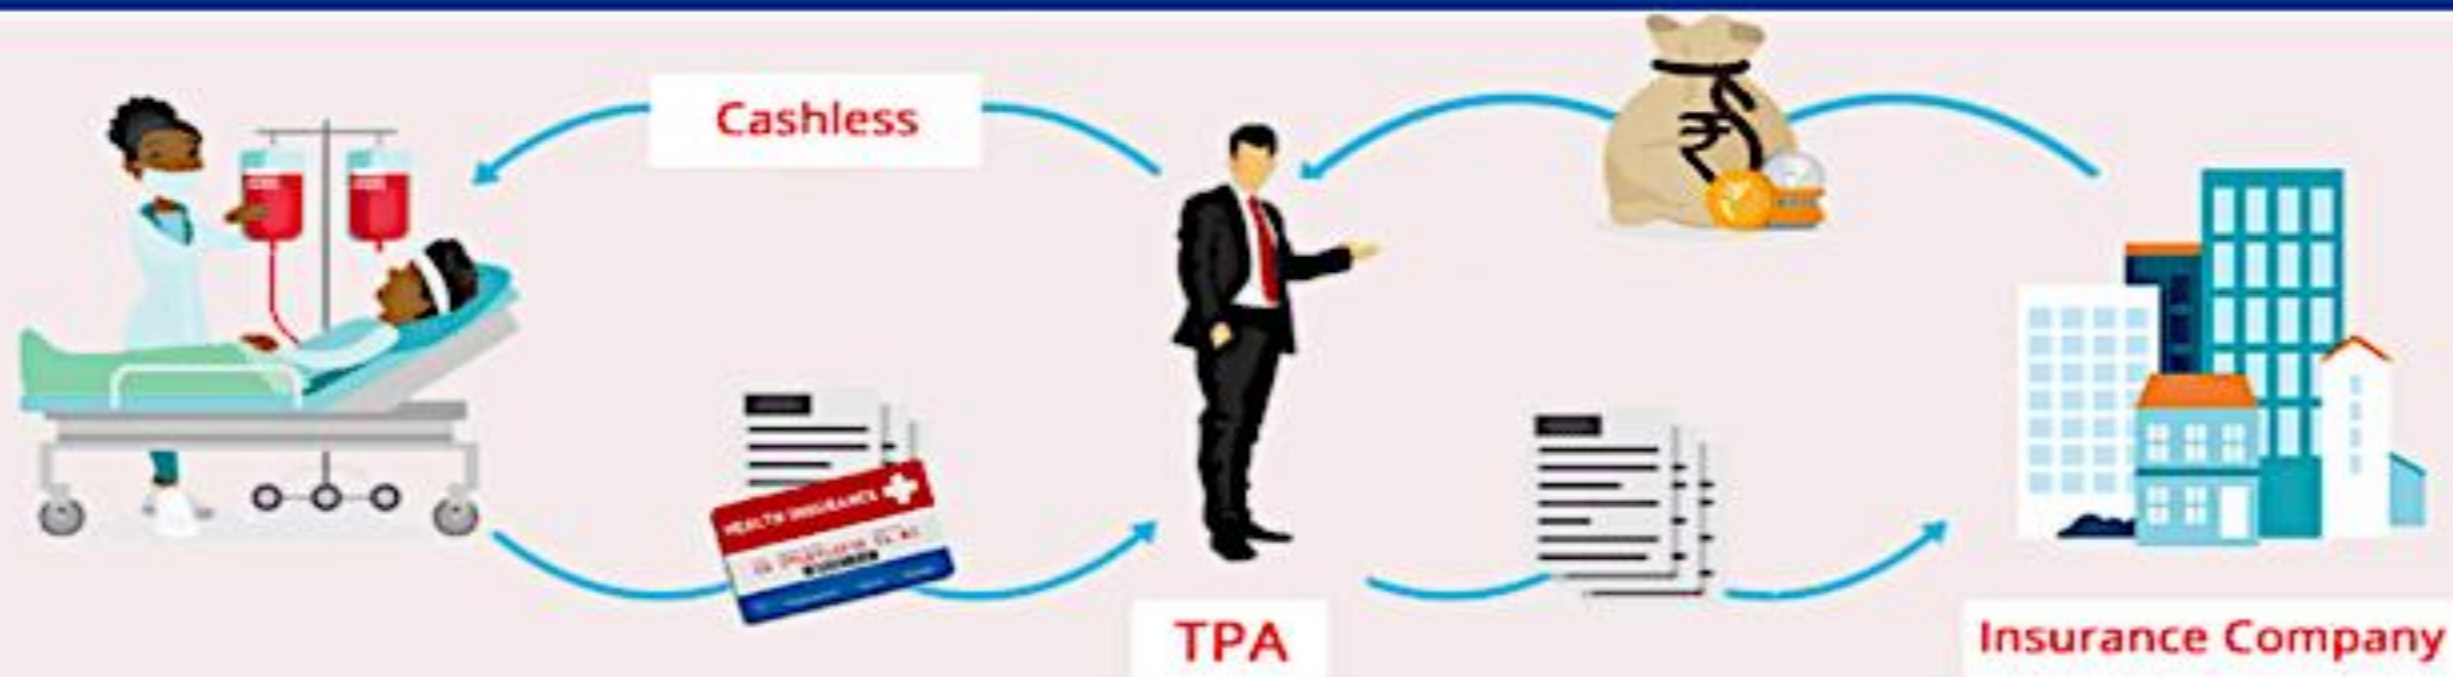 Cashless
₹
HEALTH INSURANCE
TPA
Insurance Company